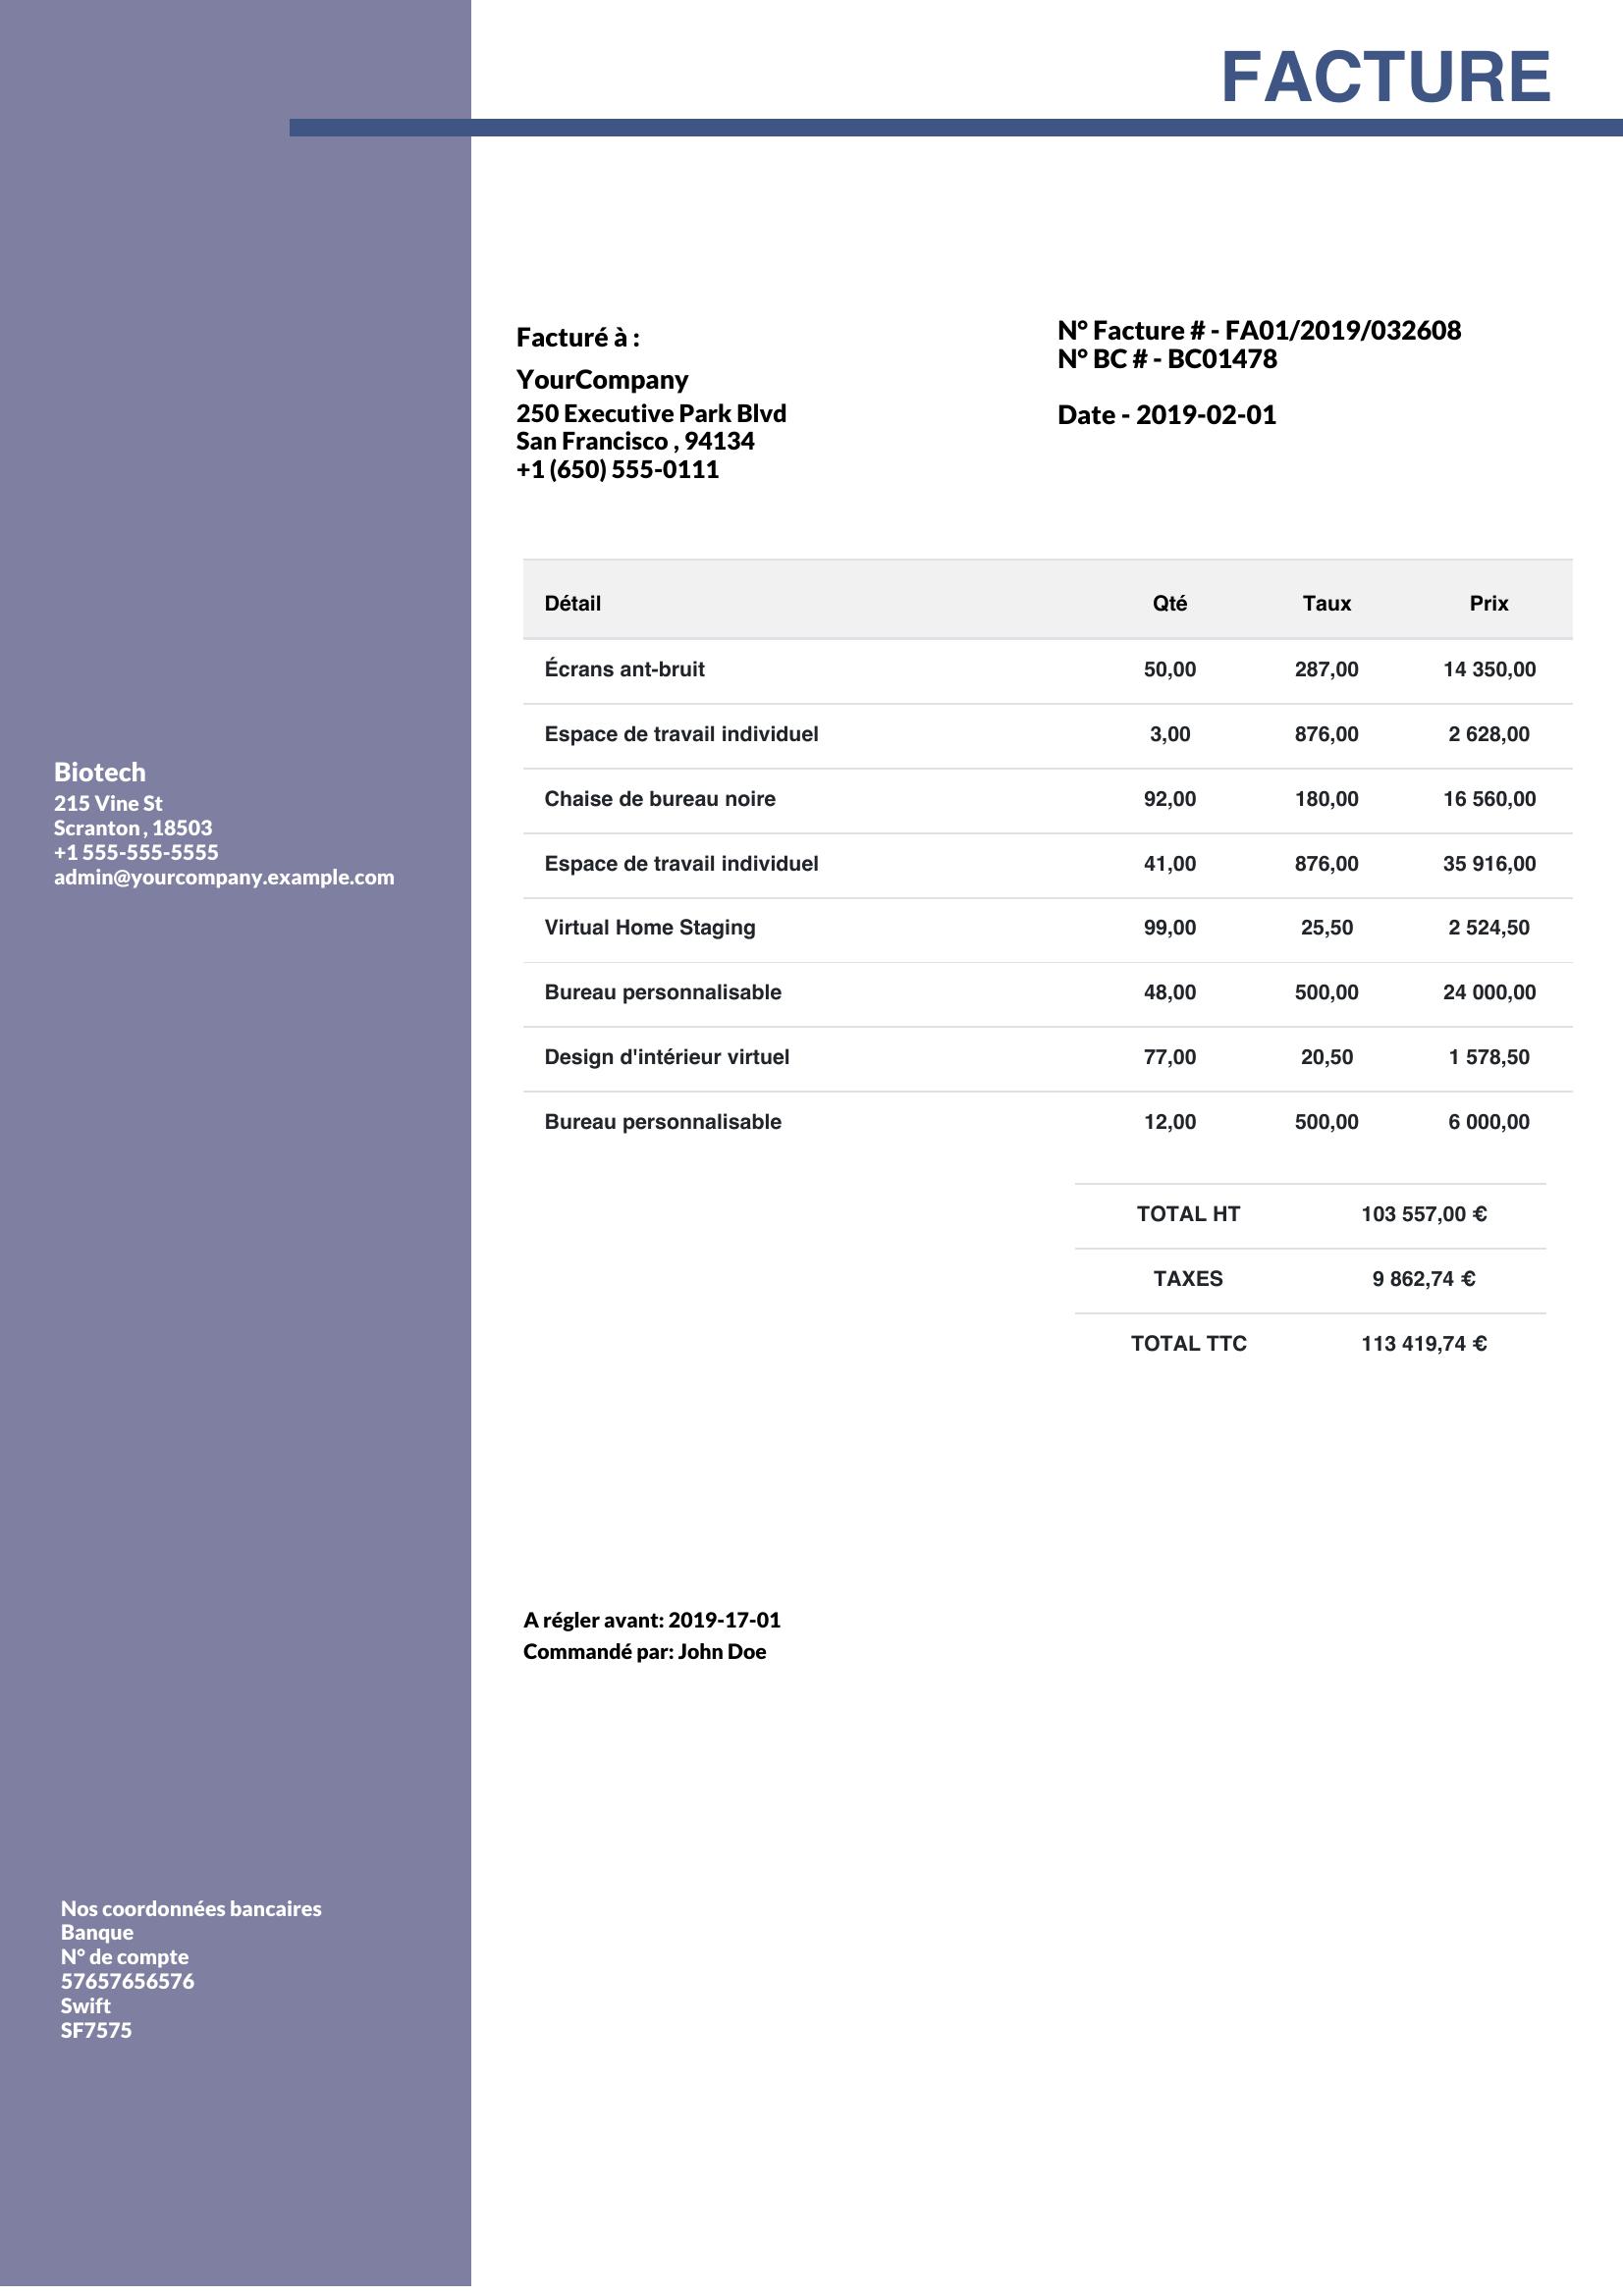 FACTURE
Facturé à :
YourCompany
250 Executive Park Blvd
San Francisco , 94134
+1 (650) 555-0111
N° Facture # - FA01/2019/032608
N° BC # - BC01478
Date - 2019-02-01
Biotech
215 Vine St
Scranton , 18503
+1 555-555-5555
admin@yourcompany.example.com
Détail Qté Taux Prix
Écrans ant-bruit 50,00 287,00 14 350,00
Espace de travail individuel 3,00 876,00 2 628,00
Chaise de bureau noire 92,00 180,00 16 560,00
Espace de travail individuel 41,00 876,00 35 916,00
Virtual Home Staging 99,00 25,50 2 524,50
Bureau personnalisable 48,00 500,00 24 000,00
Design d'intérieur virtuel 77,00 20,50 1 578,50
Bureau personnalisable 12,00 500,00 6 000,00
TOTAL HT 103 557,00 €
TAXES 9 862,74 €
TOTAL TTC 113 419,74 €
A régler avant: 2019-17-01
Commandé par: John Doe
Nos coordonnées bancaires
Banque
N° de compte
57657656576
Swift
SF7575